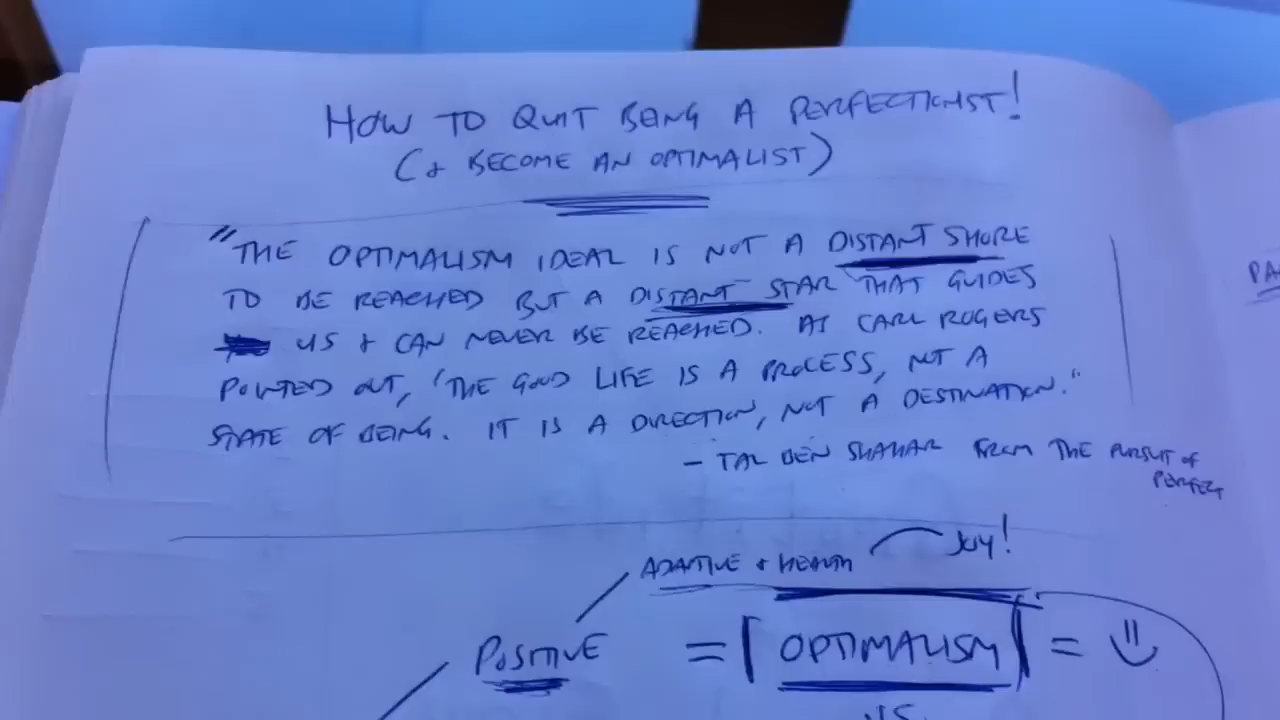 HOW TO QUIT BEING A PERFECTIONIST!
(& BECOME AN OPTIMALIST)
"THE OPTIMALISM IDEAL IS NOT A DISTANT SHORE
TO BE REACHED BUT A DISTANT STAR THAT GUIDES
US & CAN NEVER BE REACHED. AS CARL ROGERS
POINTED OUT, 'THE GOOD LIFE IS A PROCESS, NOT A
STATE OF BEING. IT IS A DIRECTION, NOT A DESTINATION."
- TAL BEN SHAHAR FROM THE PURSUIT OF
PERFECT
ADAPTIVE & HEALTHY JOY!
POSITIVE = OPTIMALISM =
VS